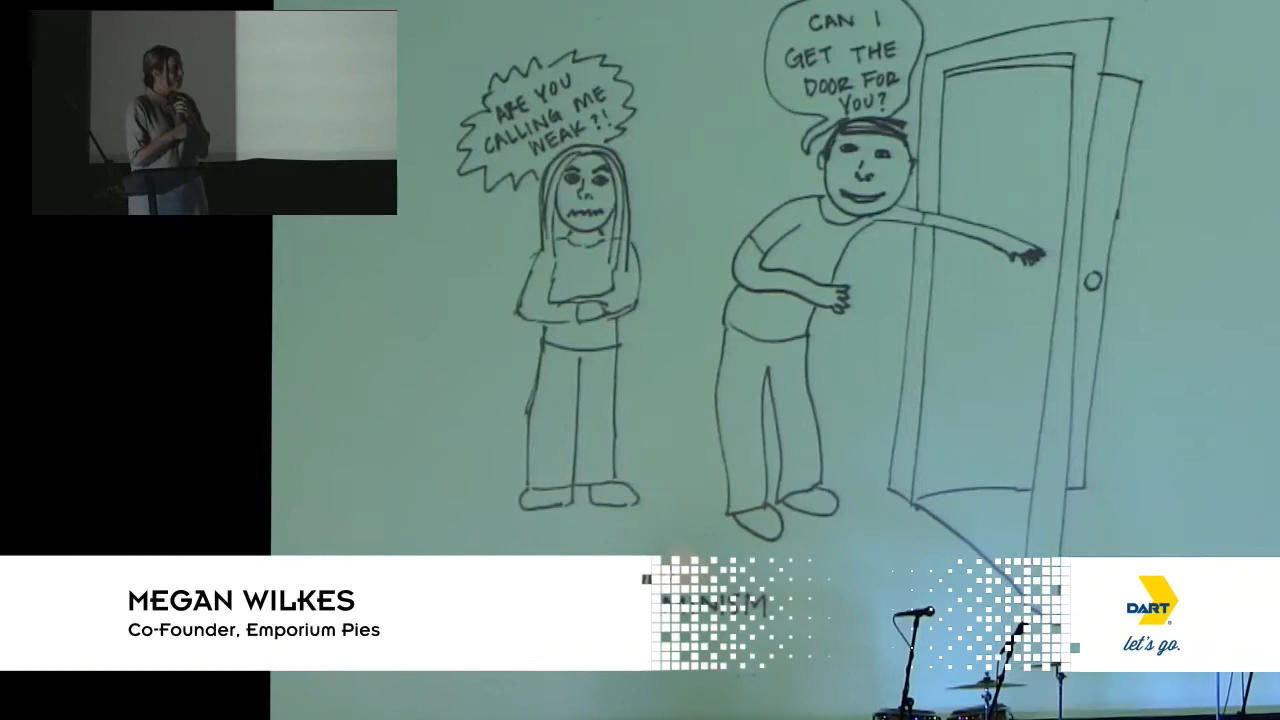 ARE YOU
CALLING ME
WEAK?!
CAN I
GET THE
DOOR FOR
YOU?
MEGAN WILKES
Co-Founder, Emporium Pies
DART
let's go.